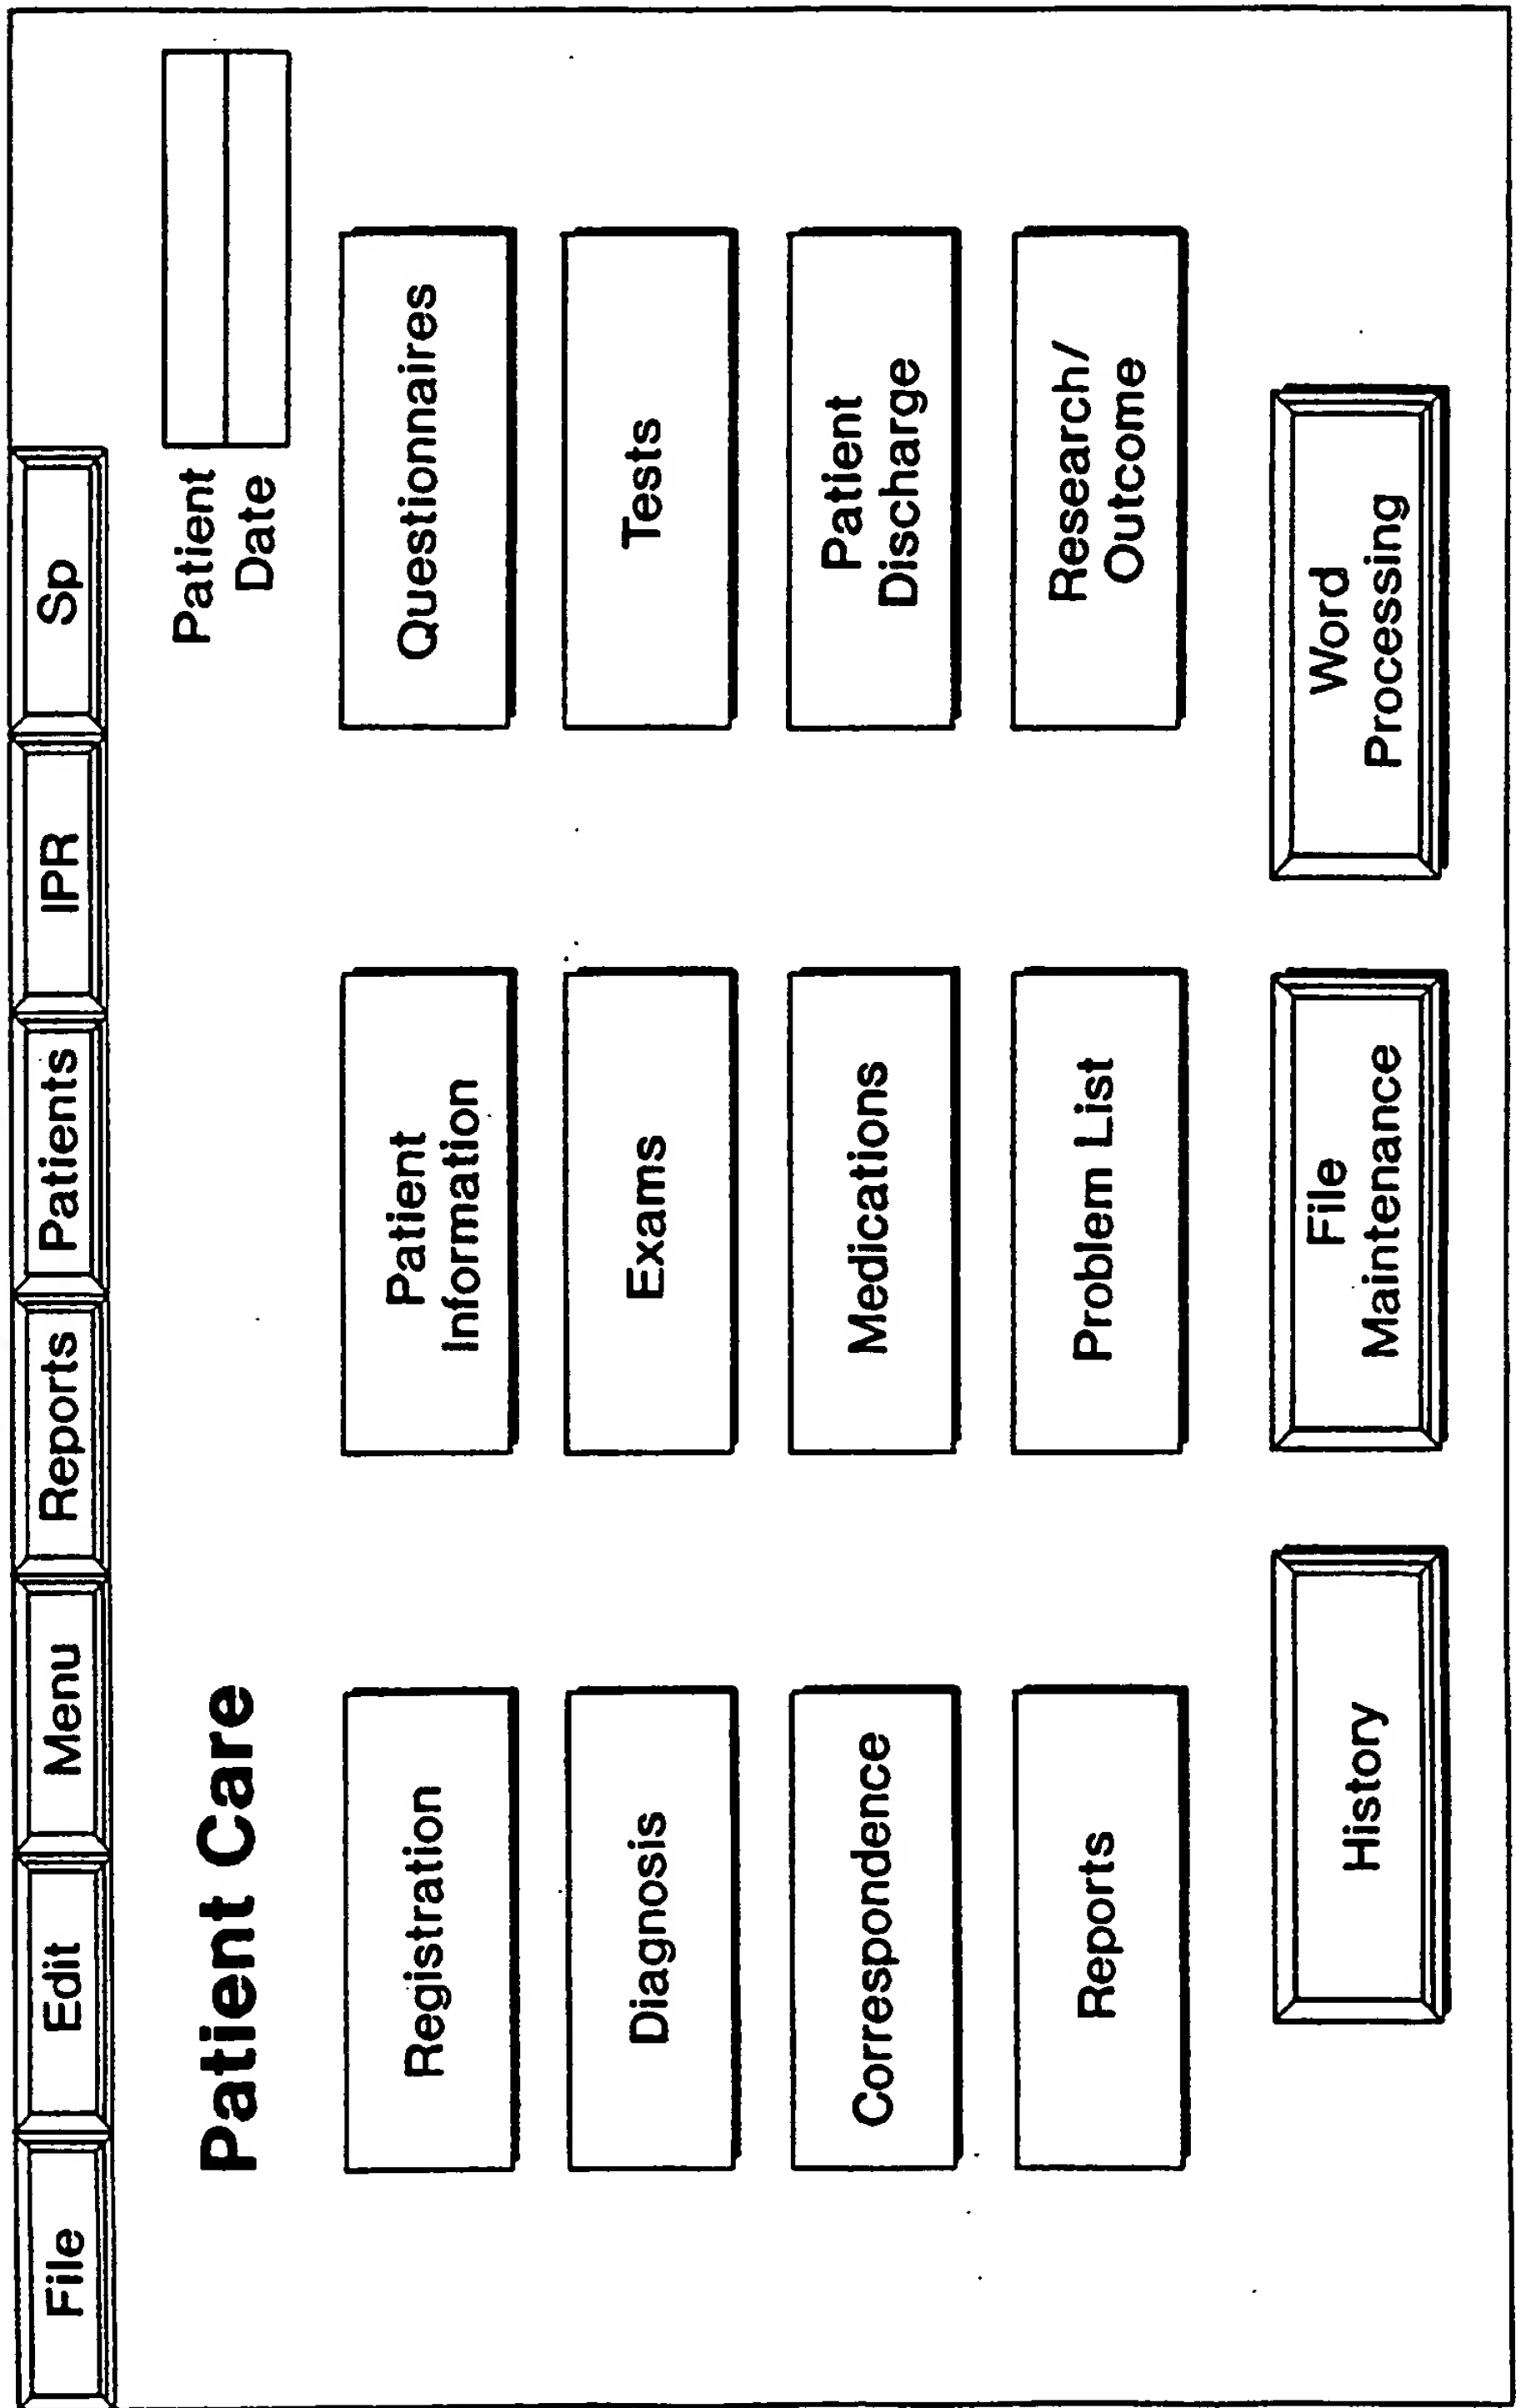 File Edit Menu Reports Patients IPR Sp
Patient Care
Patient
Date
Registration
Patient
Information
Questionnaires
Diagnosis
Exams
Tests
Correspondence
Medications
Patient
Discharge
Reports
Problem List
Research/
Outcome
History
File
Maintenance
Word
Processing